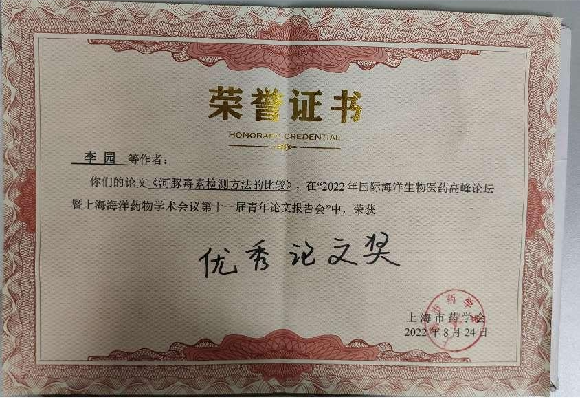 荣誉证书
HONORARY CREDENTIAL
李园 等作者:
你们的论文《河豚毒素检测方法的比较》, 在“2022年国际海洋生物医药高峰论坛
暨上海海洋药物学术会议第十一届青年论文报告会”中, 荣获
优秀论文奖
上海市药学会
2022年8月24日